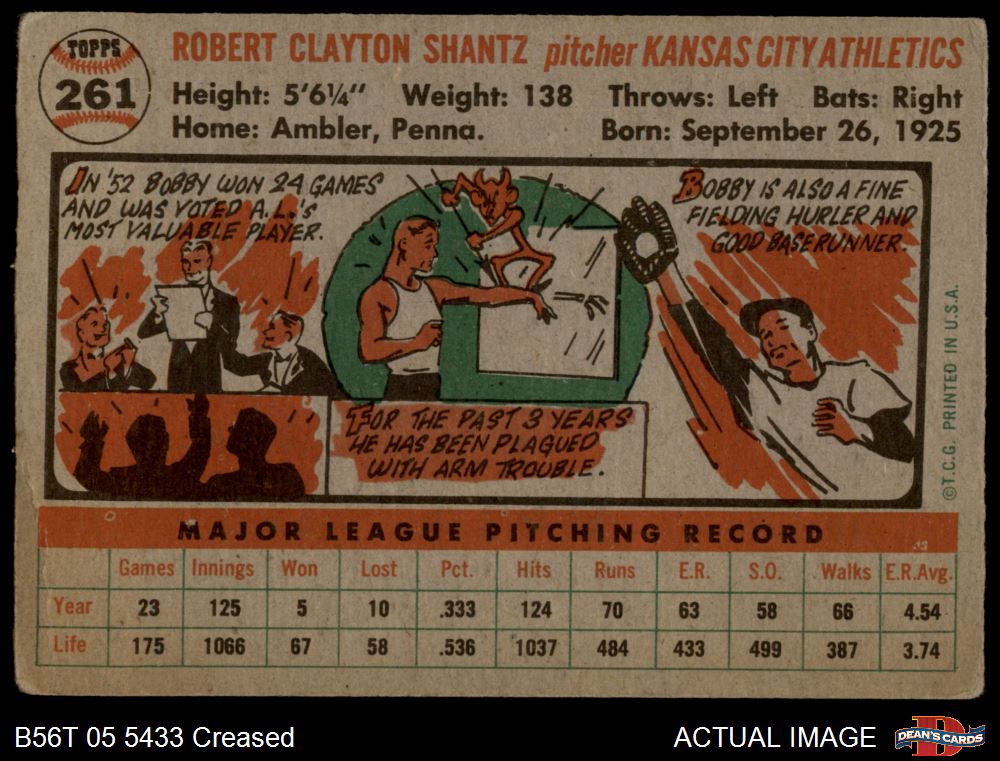 TOPPS
261
ROBERT CLAYTON SHANTZ pitcher KANSAS CITY ATHLETICS
Height: 5'6¼" Weight: 138 Throws: Left Bats: Right
Home: Ambler, Penna. Born: September 26, 1925
IN '52 BOBBY WON 24 GAMES
AND WAS VOTED A.L.'S
MOST VALUABLE PLAYER.
FOR THE PAST 3 YEARS
HE HAS BEEN PLAGUED
WITH ARM TROUBLE.
BOBBY IS ALSO A FINE
FIELDING HURLER AND
GOOD BASERUNNER.
©T.C.G. PRINTED IN U.S.A.
MAJOR LEAGUE PITCHING RECORD
Games Innings Won Lost Pct. Hits Runs E.R. S.O. Walks E.R.Avg.
Year 23 125 5 10 .333 124 70 63 58 66 4.54
Life 175 1066 67 58 .536 1037 484 433 499 387 3.74
B56T 05 5433 Creased
ACTUAL IMAGE
DEAN'S CARDS